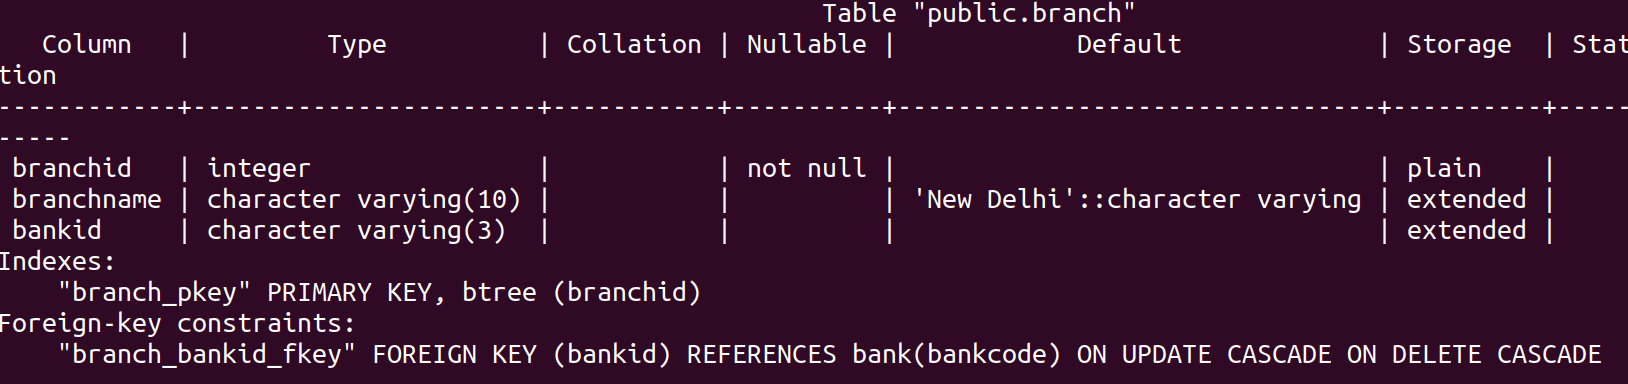 Table "public.branch"
Column | Type | Collation | Nullable | Default | Storage | Stat
tion
------------+-----------------------+-----------+----------+--------------------------------+----------+-----
-----
branchid | integer | | not null | | plain |
branchname | character varying(10) | | | 'New Delhi'::character varying | extended |
bankid | character varying(3) | | | | extended |
Indexes:
"branch_pkey" PRIMARY KEY, btree (branchid)
Foreign-key constraints:
"branch_bankid_fkey" FOREIGN KEY (bankid) REFERENCES bank(bankcode) ON UPDATE CASCADE ON DELETE CASCADE